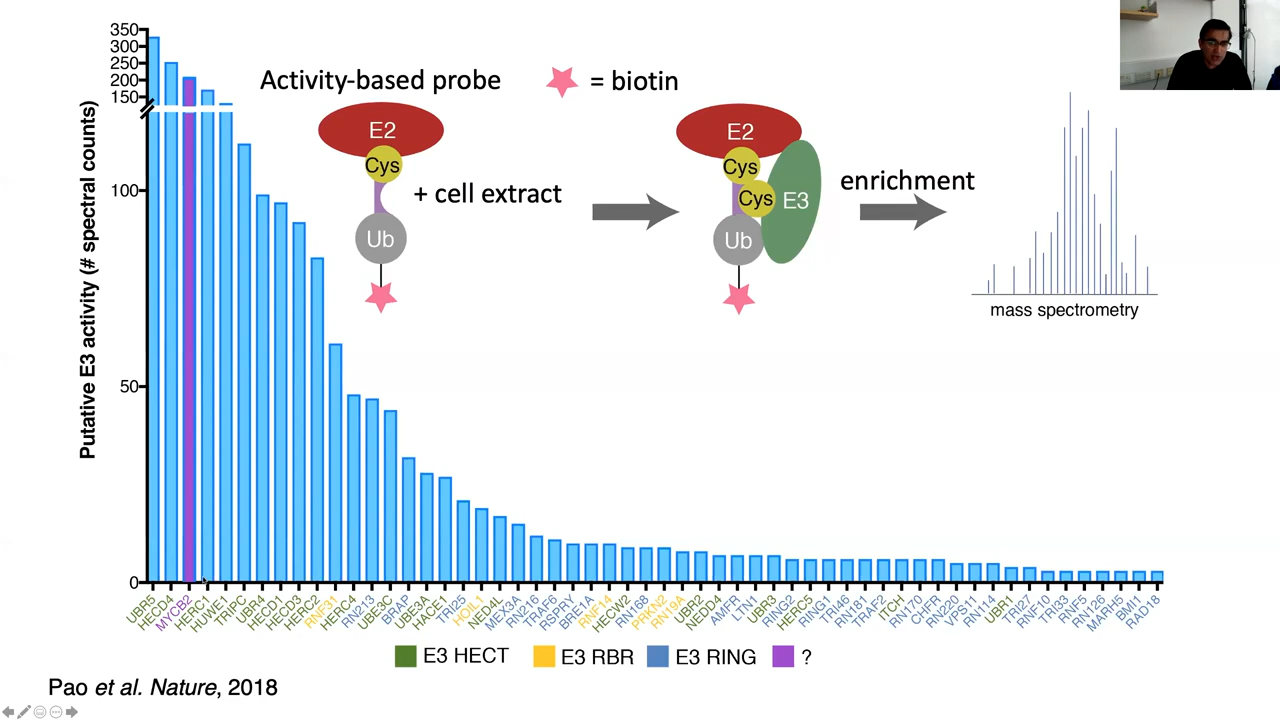 350
300
250
200
150
100
50
0
Putative E3 activity (# spectral counts)
Activity-based probe
= biotin
E2
Cys
+ cell extract
Ub
E2
Cys
Cys
E3
Ub
enrichment
mass spectrometry
UBR5
HECD4
MYCB2
HERC1
HUWE1
TRIPC
UBR4
HECD1
HECD3
HERC2
RNF31
HERC4
RN213
UBE3C
BRAP
UBE3A
HACE1
TRI25
HOIL1
NED4L
MEX3A
RN216
TRAF6
RSPRY
BRE1A
RNF14
HECW2
RN168
PRKN2
RN19A
UBR2
NEDD4
AMFR
LTN1
UBR3
RING2
HERC5
RING1
TRI46
RN181
TRAF2
ITCH
RN170
CHFR
RN220
VPS11
RN114
UBR1
TRI27
RNF10
TRI33
RNF5
RN126
MARH5
BMI1
RAD18
E3 HECT
E3 RBR
E3 RING
?
Pao et al. Nature, 2018